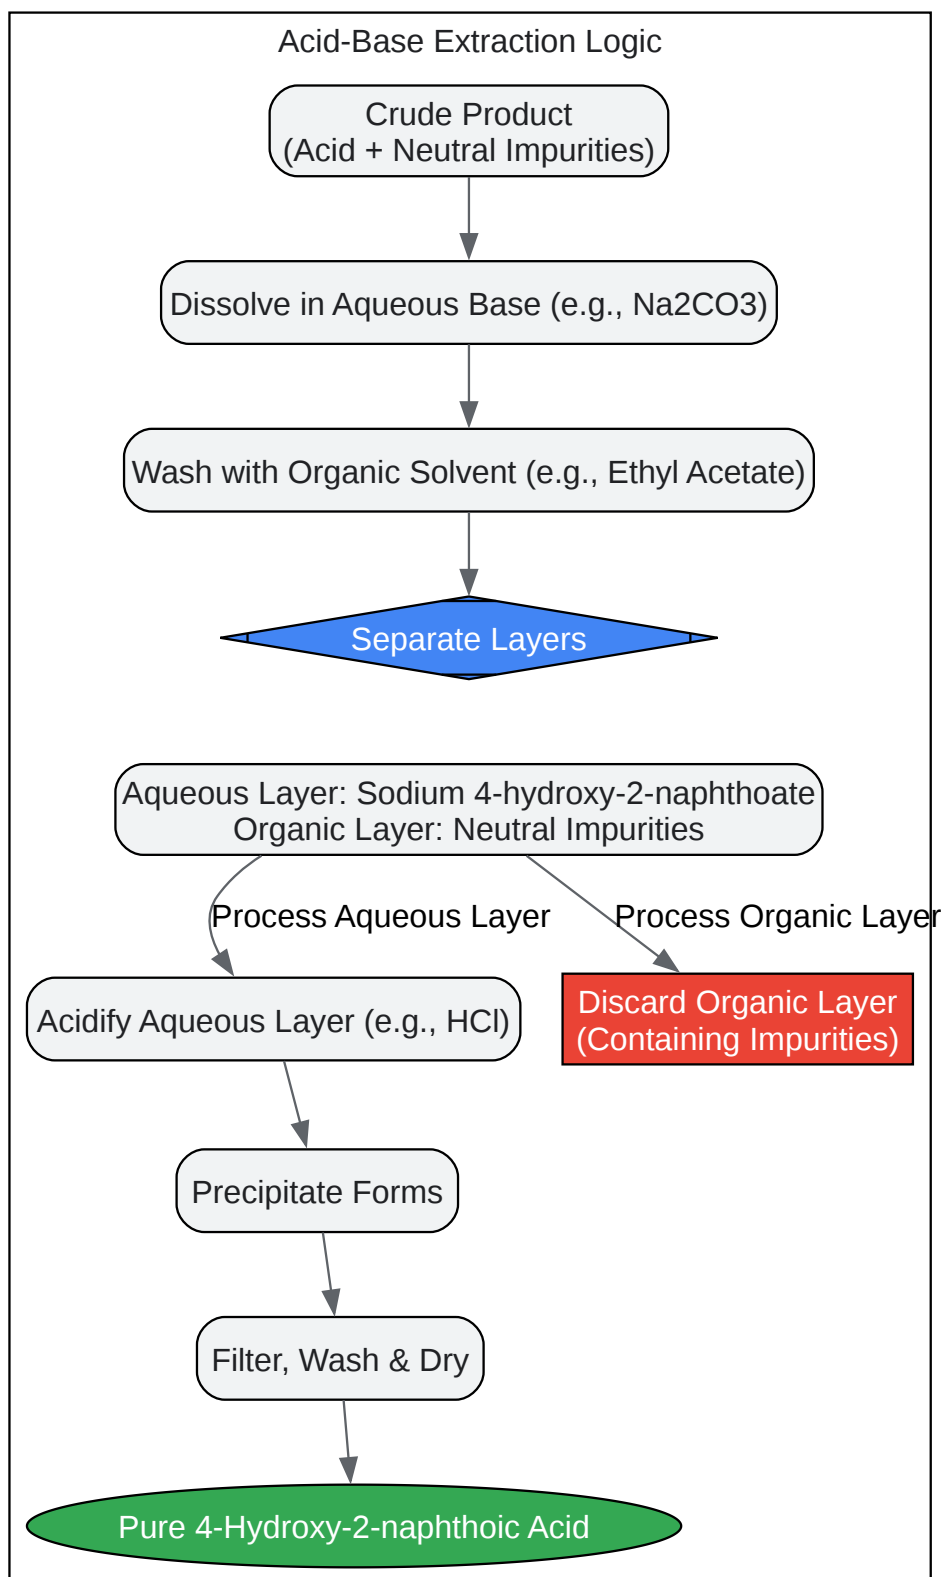 Acid-Base Extraction Logic
Crude Product
(Acid + Neutral Impurities)
Dissolve in Aqueous Base (e.g., Na2CO3)
Wash with Organic Solvent (e.g., Ethyl Acetate)
Separate Layers
Aqueous Layer: Sodium 4-hydroxy-2-naphthoate
Organic Layer: Neutral Impurities
Process Aqueous Layer
Process Organic Layer
Acidify Aqueous Layer (e.g., HCl)
Discard Organic Layer
(Containing Impurities)
Precipitate Forms
Filter, Wash & Dry
Pure 4-Hydroxy-2-naphthoic Acid